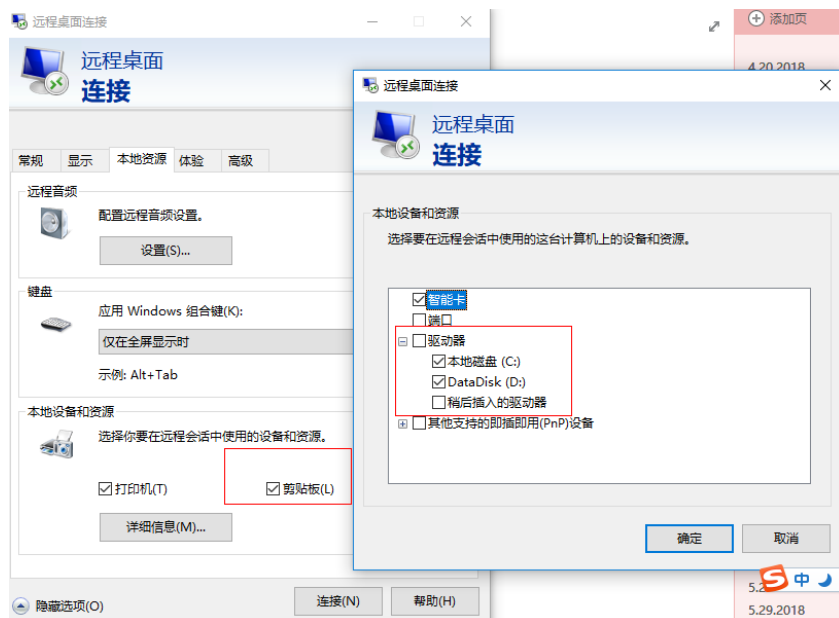 远程桌面连接
远程桌面
连接
常规
显示
本地资源
体验
高级
远程音频
配置远程音频设置。
设置(S)...
键盘
应用 Windows 组合键(K):
仅在全屏显示时
示例: Alt+Tab
本地设备和资源
选择你要在远程会话中使用的设备和资源。
打印机(T)
剪贴板(L)
详细信息(M)...
隐藏选项(O)
连接(N)
帮助(H)
远程桌面连接
远程桌面
连接
本地设备和资源
选择要在远程会话中使用的这台计算机上的设备和资源。
智能卡
端口
驱动器
本地磁盘 (C:)
DataDisk (D:)
稍后插入的驱动器
其他支持的即插即用(PnP)设备
确定
取消
添加页
4.20.2018
中
5.29.2018